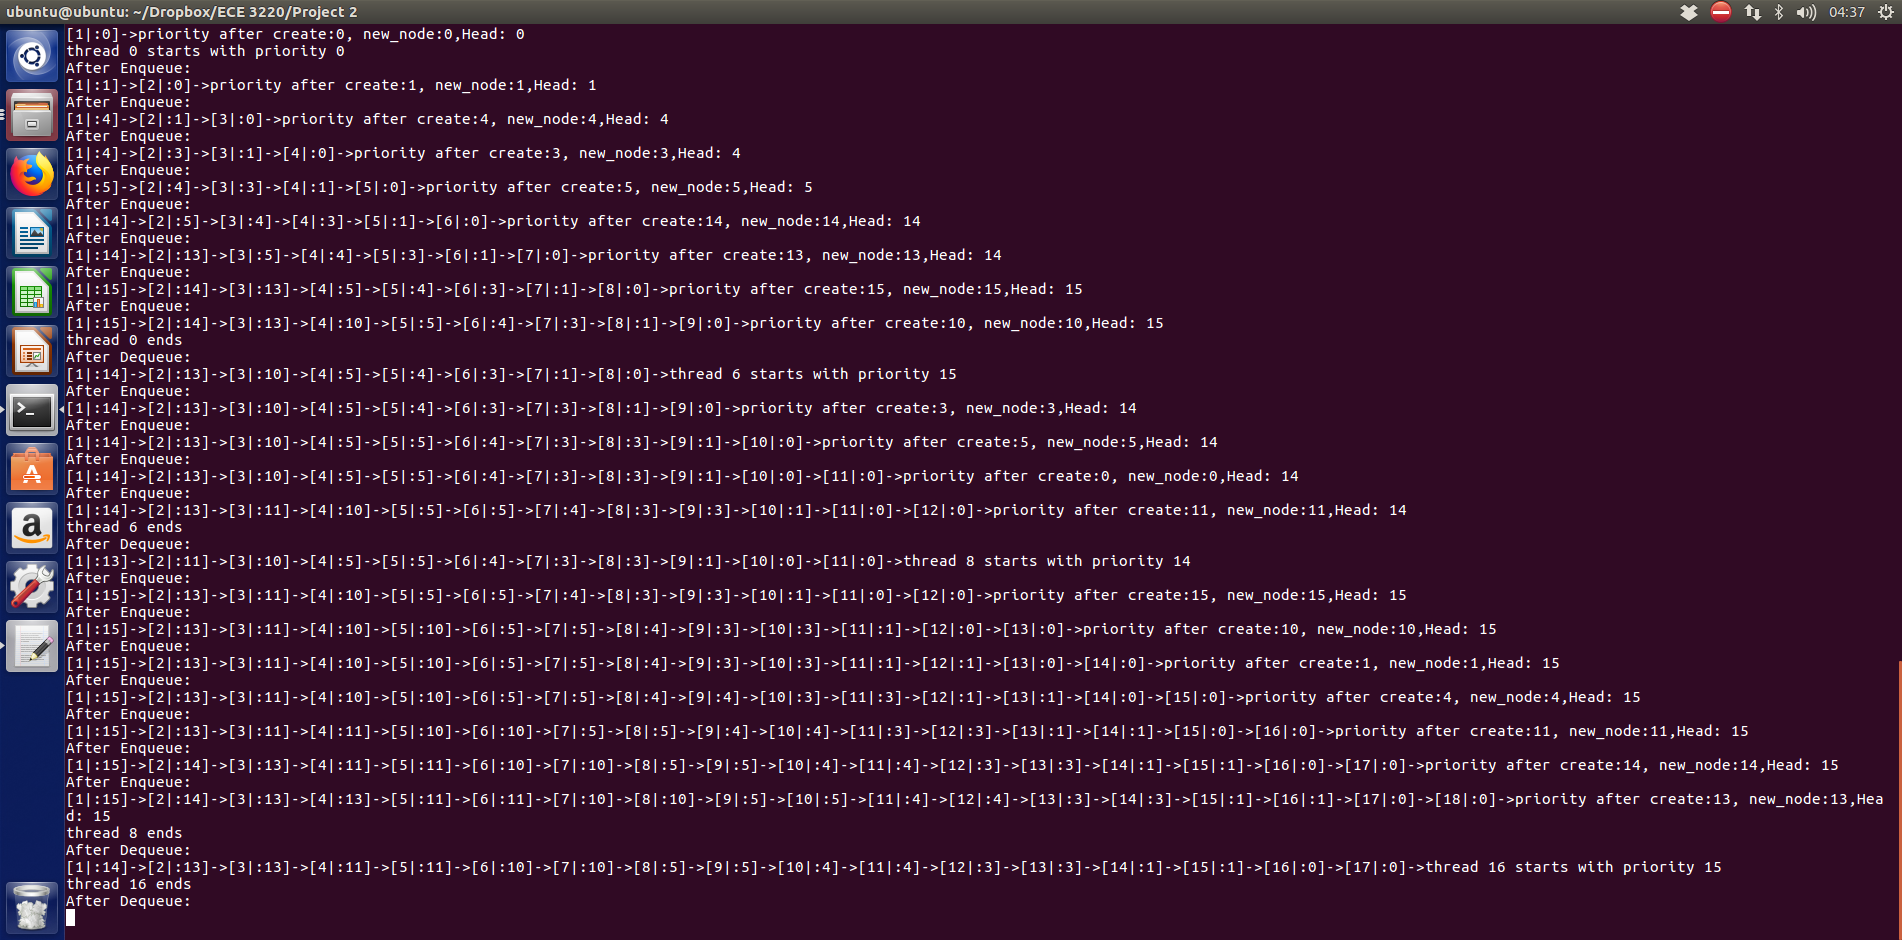 ubuntu@ubuntu: ~/Dropbox/ECE 3220/Project 2
04:37
[1|:0]->priority after create:0, new_node:0,Head: 0
thread 0 starts with priority 0
After Enqueue:
[1|:1]->[2|:0]->priority after create:1, new_node:1,Head: 1
After Enqueue:
[1|:4]->[2|:1]->[3|:0]->priority after create:4, new_node:4,Head: 4
After Enqueue:
[1|:4]->[2|:3]->[3|:1]->[4|:0]->priority after create:3, new_node:3,Head: 4
After Enqueue:
[1|:5]->[2|:4]->[3|:3]->[4|:1]->[5|:0]->priority after create:5, new_node:5,Head: 5
After Enqueue:
[1|:14]->[2|:5]->[3|:4]->[4|:3]->[5|:1]->[6|:0]->priority after create:14, new_node:14,Head: 14
After Enqueue:
[1|:14]->[2|:13]->[3|:5]->[4|:4]->[5|:3]->[6|:1]->[7|:0]->priority after create:13, new_node:13,Head: 14
After Enqueue:
[1|:15]->[2|:14]->[3|:13]->[4|:5]->[5|:4]->[6|:3]->[7|:1]->[8|:0]->priority after create:15, new_node:15,Head: 15
After Enqueue:
[1|:15]->[2|:14]->[3|:13]->[4|:10]->[5|:5]->[6|:4]->[7|:3]->[8|:1]->[9|:0]->priority after create:10, new_node:10,Head: 15
thread 0 ends
After Dequeue:
[1|:14]->[2|:13]->[3|:10]->[4|:5]->[5|:4]->[6|:3]->[7|:1]->[8|:0]->thread 6 starts with priority 15
After Enqueue:
[1|:14]->[2|:13]->[3|:10]->[4|:5]->[5|:4]->[6|:3]->[7|:3]->[8|:1]->[9|:0]->priority after create:3, new_node:3,Head: 14
After Enqueue:
[1|:14]->[2|:13]->[3|:10]->[4|:5]->[5|:5]->[6|:4]->[7|:3]->[8|:3]->[9|:1]->[10|:0]->priority after create:5, new_node:5,Head: 14
After Enqueue:
[1|:14]->[2|:13]->[3|:10]->[4|:5]->[5|:5]->[6|:4]->[7|:3]->[8|:3]->[9|:1]->[10|:0]->[11|:0]->priority after create:0, new_node:0,Head: 14
After Enqueue:
[1|:14]->[2|:13]->[3|:11]->[4|:10]->[5|:5]->[6|:5]->[7|:4]->[8|:3]->[9|:3]->[10|:1]->[11|:0]->[12|:0]->priority after create:11, new_node:11,Head: 14
thread 6 ends
After Dequeue:
[1|:13]->[2|:11]->[3|:10]->[4|:5]->[5|:5]->[6|:4]->[7|:3]->[8|:3]->[9|:1]->[10|:0]->[11|:0]->thread 8 starts with priority 14
After Enqueue:
[1|:15]->[2|:13]->[3|:11]->[4|:10]->[5|:5]->[6|:5]->[7|:4]->[8|:3]->[9|:3]->[10|:1]->[11|:0]->[12|:0]->priority after create:15, new_node:15,Head: 15
After Enqueue:
[1|:15]->[2|:13]->[3|:11]->[4|:10]->[5|:10]->[6|:5]->[7|:5]->[8|:4]->[9|:3]->[10|:3]->[11|:1]->[12|:0]->[13|:0]->priority after create:10, new_node:10,Head: 15
After Enqueue:
[1|:15]->[2|:13]->[3|:11]->[4|:10]->[5|:10]->[6|:5]->[7|:5]->[8|:4]->[9|:3]->[10|:3]->[11|:1]->[12|:1]->[13|:0]->[14|:0]->priority after create:1, new_node:1,Head: 15
After Enqueue:
[1|:15]->[2|:13]->[3|:11]->[4|:10]->[5|:10]->[6|:5]->[7|:5]->[8|:4]->[9|:4]->[10|:3]->[11|:3]->[12|:1]->[13|:1]->[14|:0]->[15|:0]->priority after create:4, new_node:4,Head: 15
After Enqueue:
[1|:15]->[2|:13]->[3|:11]->[4|:11]->[5|:10]->[6|:10]->[7|:5]->[8|:5]->[9|:4]->[10|:4]->[11|:3]->[12|:3]->[13|:1]->[14|:1]->[15|:0]->[16|:0]->priority after create:11, new_node:11,Head: 15
After Enqueue:
[1|:15]->[2|:14]->[3|:13]->[4|:11]->[5|:11]->[6|:10]->[7|:10]->[8|:5]->[9|:5]->[10|:4]->[11|:4]->[12|:3]->[13|:3]->[14|:1]->[15|:1]->[16|:0]->[17|:0]->priority after create:14, new_node:14,Head: 15
After Enqueue:
[1|:15]->[2|:14]->[3|:13]->[4|:13]->[5|:11]->[6|:11]->[7|:10]->[8|:10]->[9|:5]->[10|:5]->[11|:4]->[12|:4]->[13|:3]->[14|:3]->[15|:1]->[16|:1]->[17|:0]->[18|:0]->priority after create:13, new_node:13,Hea
d: 15
thread 8 ends
After Dequeue:
[1|:14]->[2|:13]->[3|:13]->[4|:11]->[5|:11]->[6|:10]->[7|:10]->[8|:5]->[9|:5]->[10|:4]->[11|:4]->[12|:3]->[13|:3]->[14|:1]->[15|:1]->[16|:0]->[17|:0]->thread 16 starts with priority 15
thread 16 ends
After Dequeue: